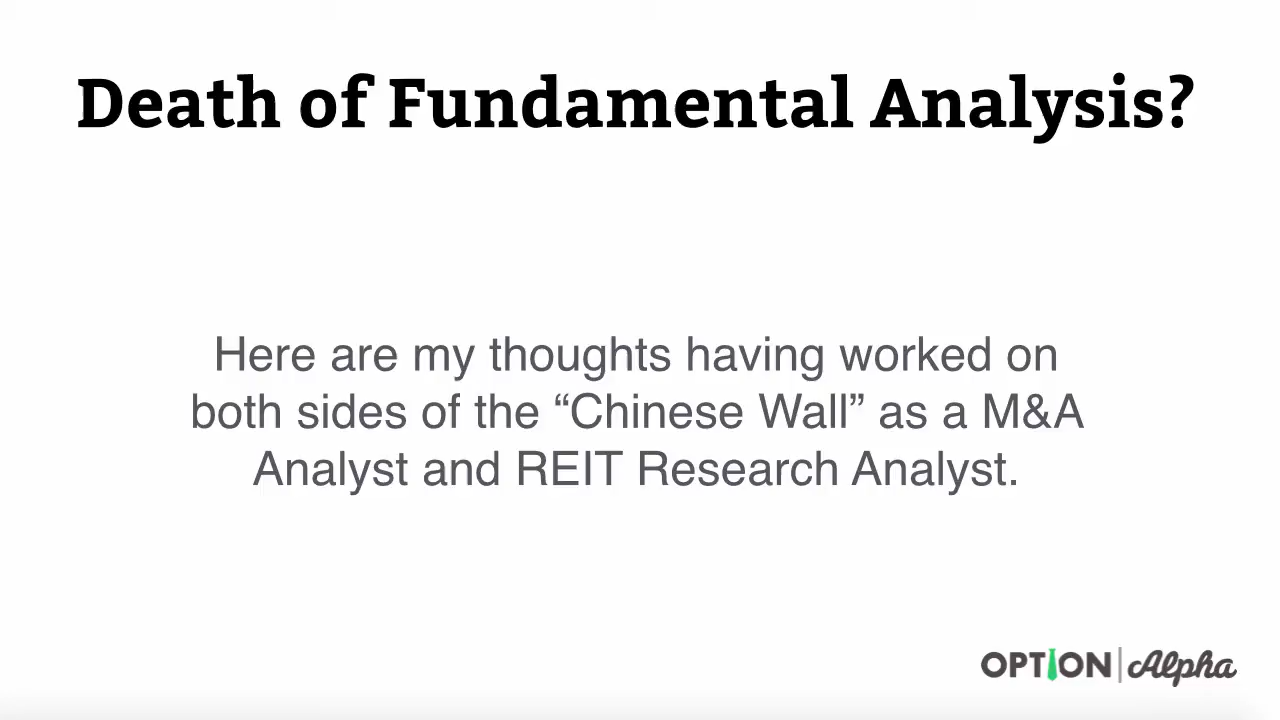 Death of Fundamental Analysis?
Here are my thoughts having worked on
both sides of the “Chinese Wall” as a M&A
Analyst and REIT Research Analyst.
OPTION | Alpha